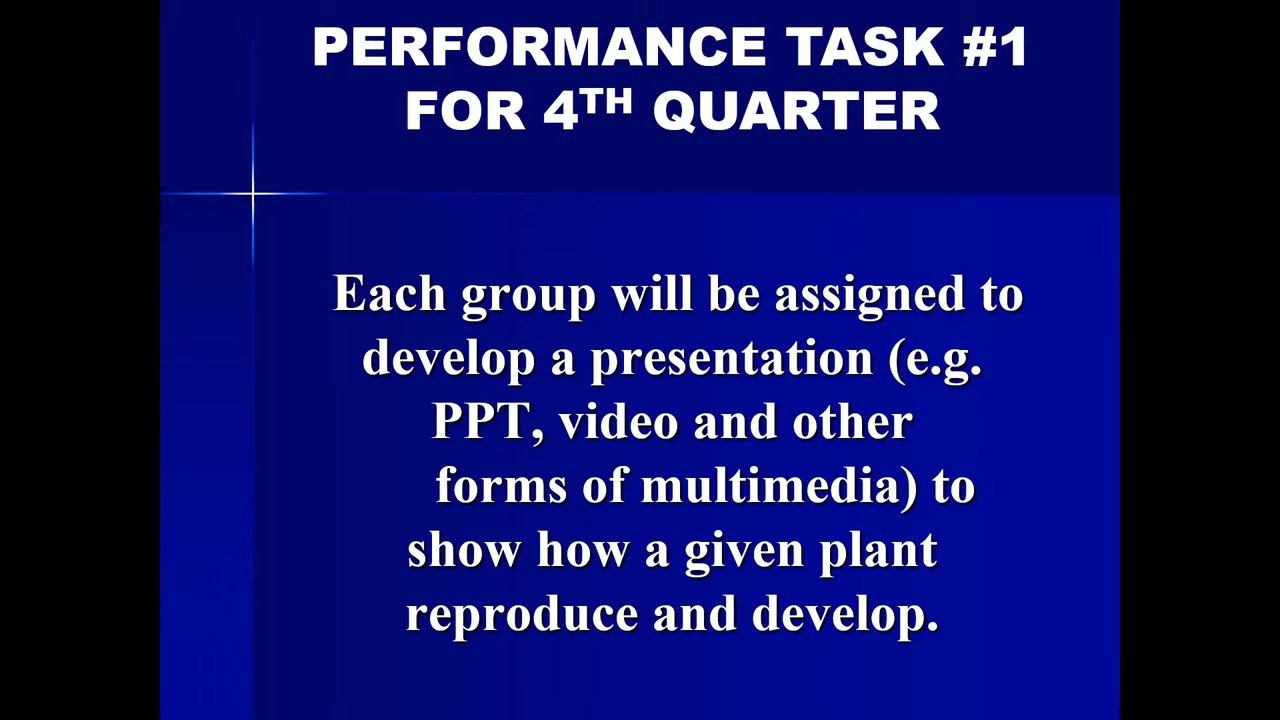 PERFORMANCE TASK #1
FOR 4TH QUARTER
Each group will be assigned to
develop a presentation (e.g.
PPT, video and other
forms of multimedia) to
show how a given plant
reproduce and develop.